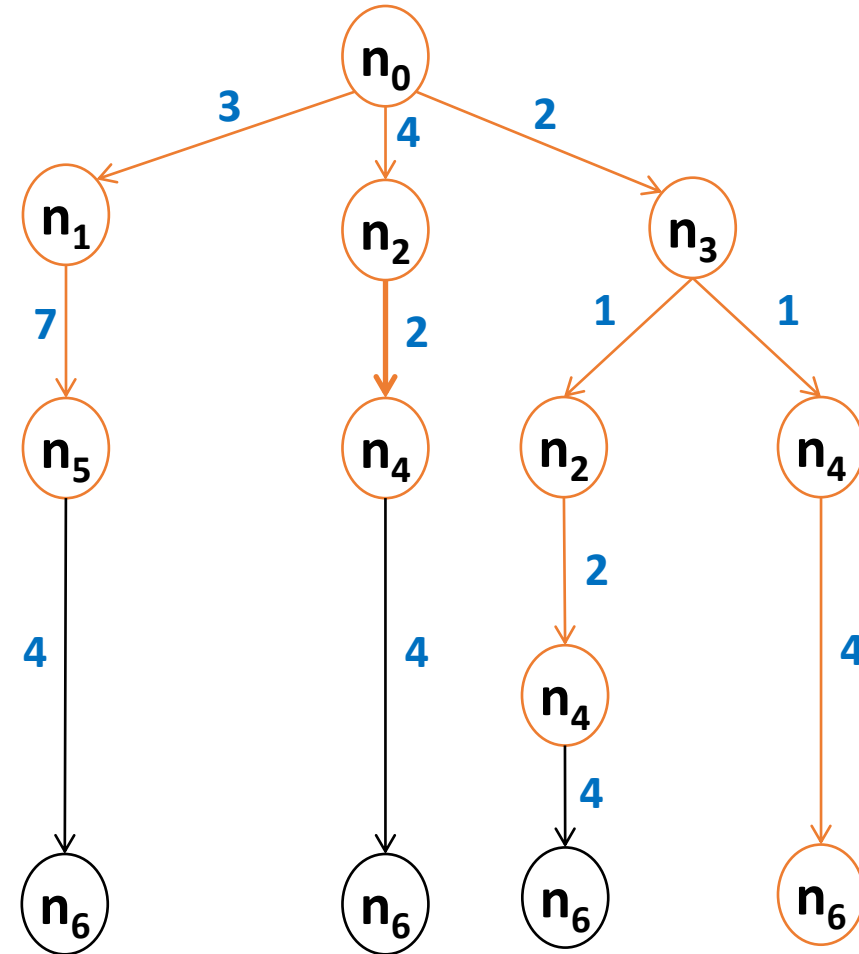 n₀
3 4 2
n₁ n₂ n₃
7 2 1 1
n₅ n₄ n₂ n₄
2
4 4 4
n₄
4
n₆ n₆ n₆ n₆